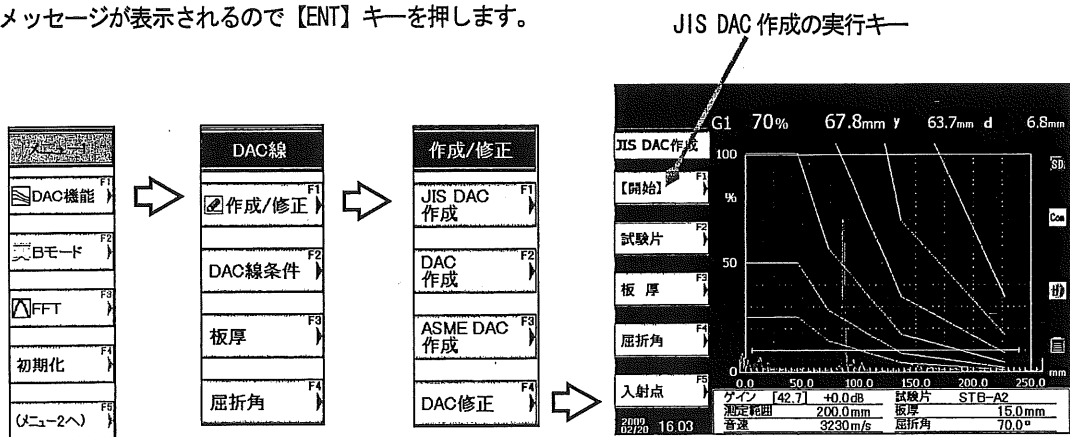 メッセージが表示されるので【ENT】キーを押します。
JIS DAC 作成の実行キー
DAC機能 F1
Bモード F2
FFT F3
初期化 F4
(メニュー2へ) F5
DAC線
作成/修正 F1
DAC線条件 F2
板厚 F3
屈折角 F4
作成/修正
JIS DAC F1
作成
DAC F2
作成
ASME DAC F3
作成
DAC修正 F4
G1 70% 67.8mm y 63.7mm d 6.8mm
JIS DAC作成
【開始】 F1
試験片 F2
板 厚 F3
屈折角 F4
入射点 F5
2009
02/20 16.03
100
%
50
0
0.0 50.0 100.0 150.0 200.0 250.0
mm
SD
Com
ゲイン [42.7] +0.0dB 試験片 STB-A2
測定範囲 200.0mm 板厚 15.0mm
音速 3230m/s 屈折角 70.0°